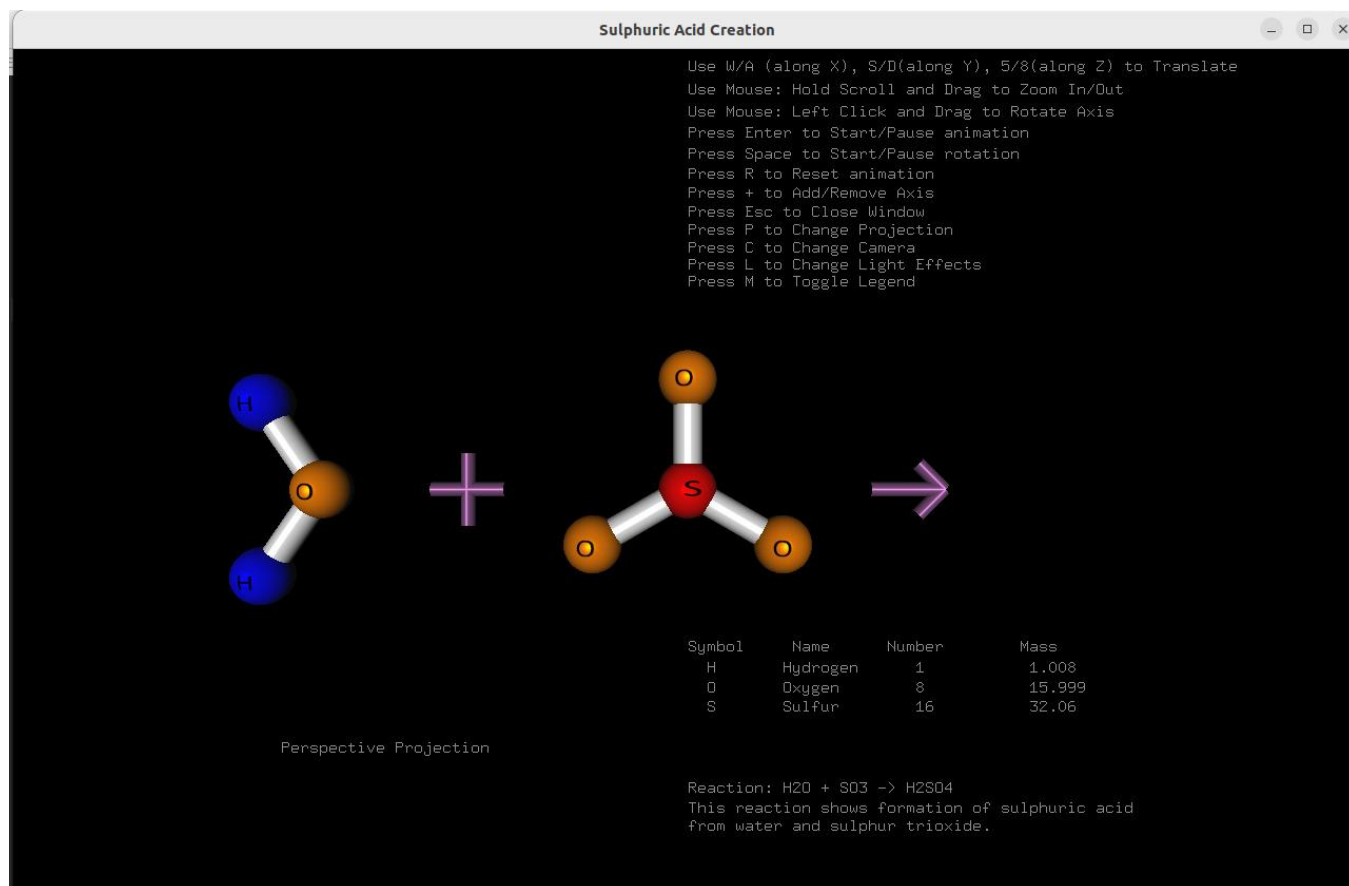 Sulphuric Acid Creation
Use W/A (along X), S/D(along Y), 5/8(along Z) to Translate
Use Mouse: Hold Scroll and Drag to Zoom In/Out
Use Mouse: Left Click and Drag to Rotate Axis
Press Enter to Start/Pause animation
Press Space to Start/Pause rotation
Press R to Reset animation
Press + to Add/Remove Axis
Press Esc to Close Window
Press P to Change Projection
Press C to Change Camera
Press L to Change Light Effects
Press M to Toggle Legend
O
H
O
S
H
O
O
Symbol Name Number Mass
H Hydrogen 1 1.008
O Oxygen 8 15.999
S Sulfur 16 32.06
Perspective Projection
Reaction: H2O + SO3 -> H2SO4
This reaction shows formation of sulphuric acid
from water and sulphur trioxide.